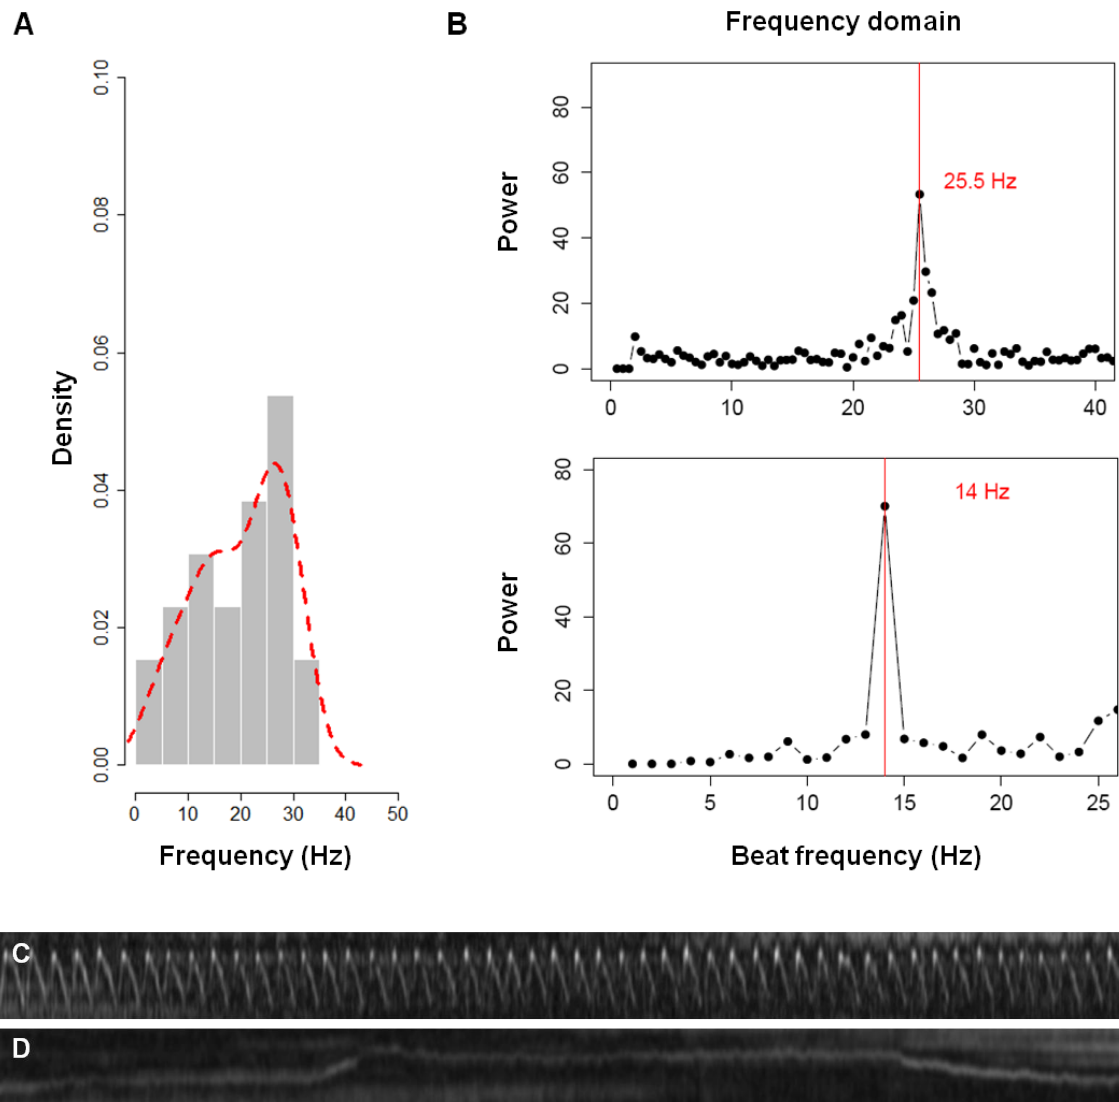 A
B
Frequency domain
0.10
0.08
0.06
0.04
0.02
0.00
Density
0 10 20 30 40 50
Frequency (Hz)
80
60
40
20
0
Power
25.5 Hz
0 10 20 30 40
80
60
40
20
0
Power
14 Hz
0 5 10 15 20 25
Beat frequency (Hz)
C
D